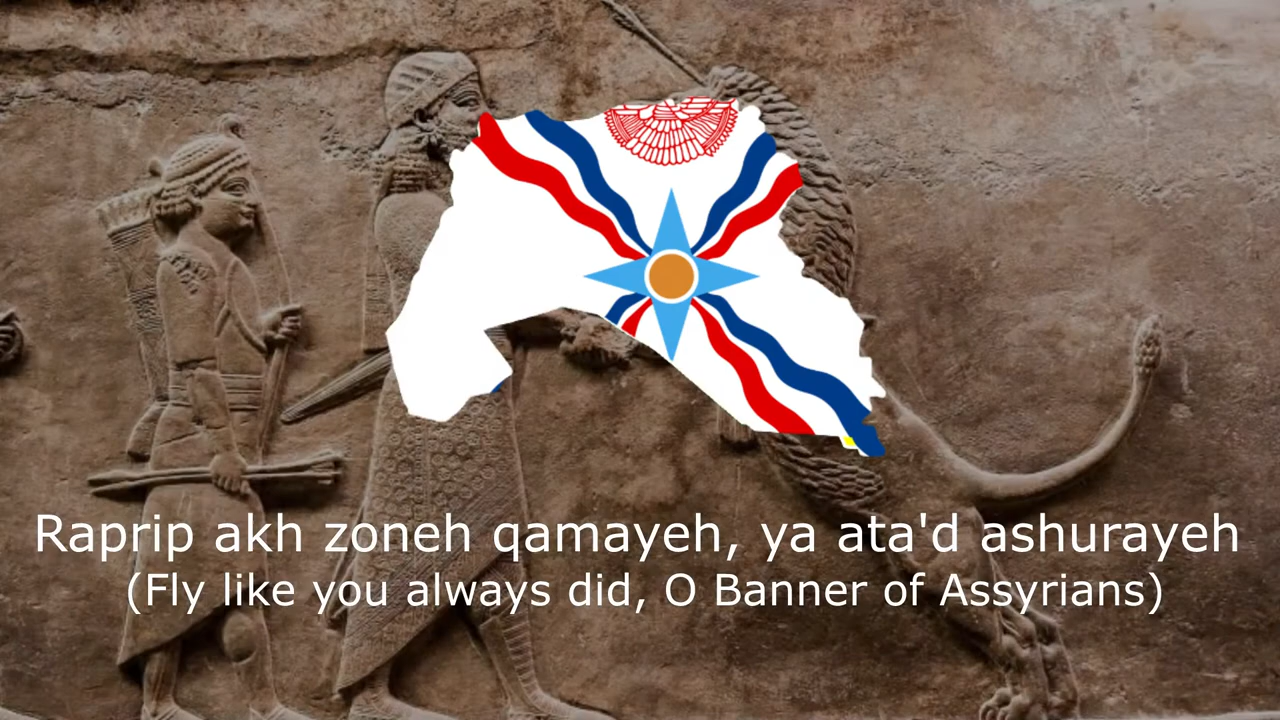 Raprip akh zoneh qamayeh, ya ata'd ashurayeh
(Fly like you always did, O Banner of Assyrians)